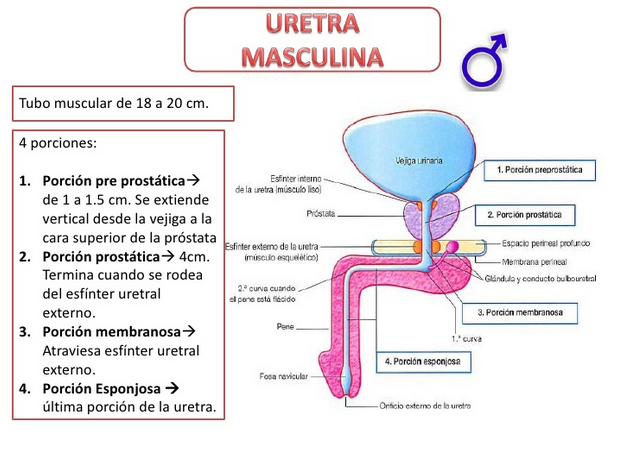 URETRA
MASCULINA
Tubo muscular de 18 a 20 cm.
4 porciones:
1. Porción pre prostática→
de 1 a 1.5 cm. Se extiende
vertical desde la vejiga a la
cara superior de la próstata
2. Porción prostática→ 4cm.
Termina cuando se rodea
del esfínter uretral
externo.
3. Porción membranosa→
Atraviesa esfínter uretral
externo.
4. Porción Esponjosa →
última porción de la uretra.
Vejiga urinaria
1. Porción preprostática
Esfínter interno
de la uretra (músculo liso)
Próstata
2. Porción prostática
Esfínter externo de la uretra
(músculo esquelético)
Espacio perineal profundo
Membrana perineal
Glándula y conducto bulbouretral
2.ª curva cuando
el pene está flácido
3. Porción membranosa
Pene
1.ª curva
4. Porción esponjosa
Fosa navicular
Orificio externo de la uretra